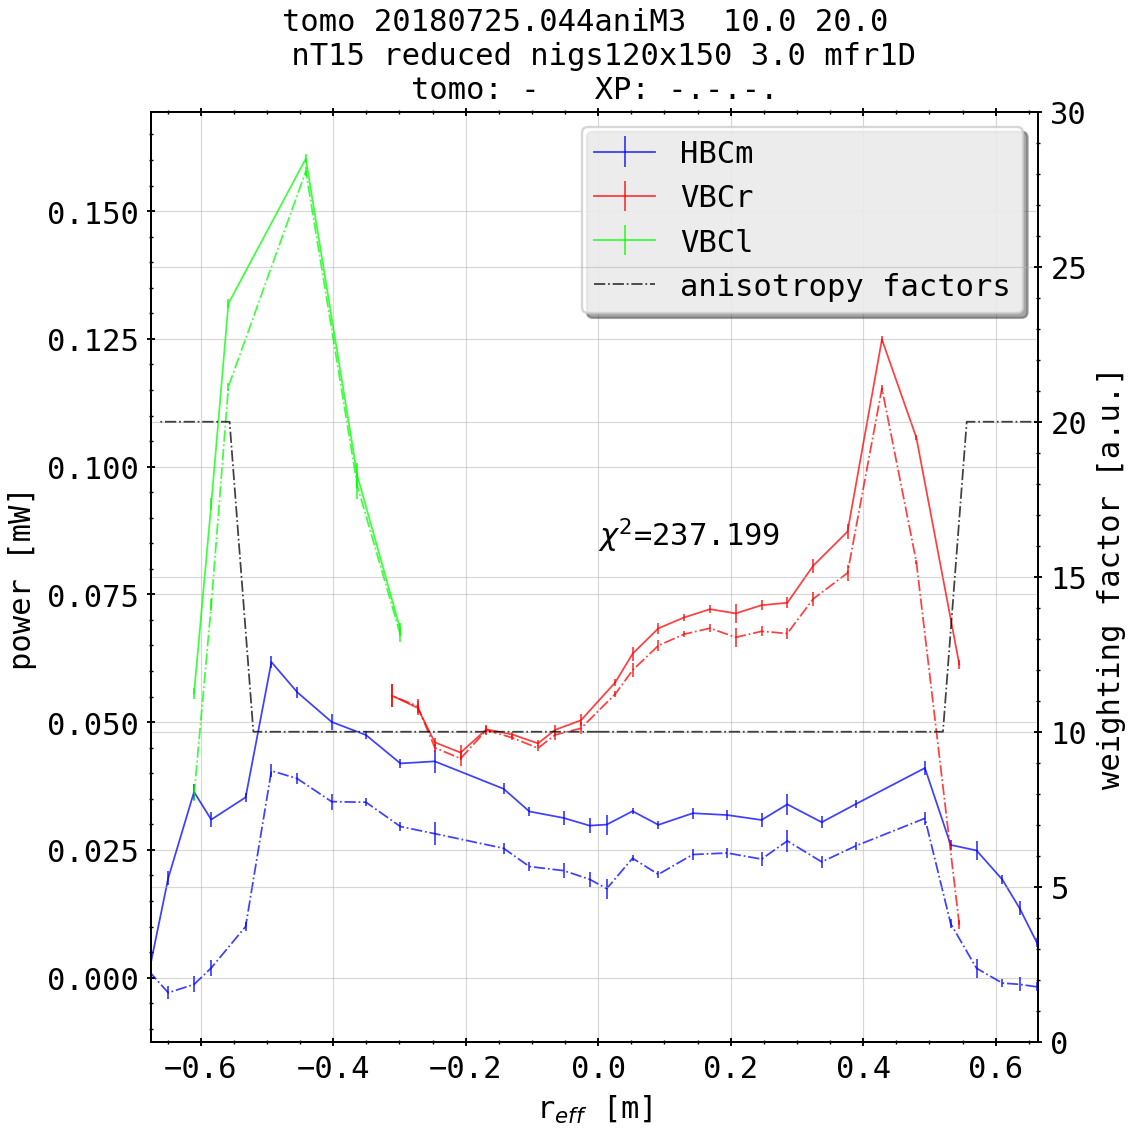 tomo 20180725.044aniM3  10.0 20.0
nT15 reduced nigs120x150 3.0 mfr1D
tomo: -   XP: -.-.-.
HBCm
VBCr
VBCl
anisotropy factors
χ²=237.199
power [mW]
0.150
0.125
0.100
0.075
0.050
0.025
0.000
30
25
20
15
10
5
0
weighting factor [a.u.]
−0.6 −0.4 −0.2 0.0 0.2 0.4 0.6
r_eff [m]